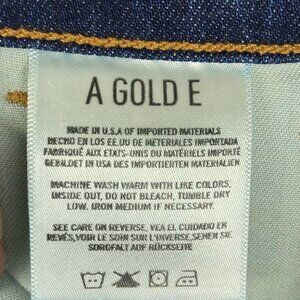 A GOLD E
MADE IN U.S.A OF IMPORTED MATERIALS
HECHO EN LOS EE.UU DE METERIALES IMPORTADA
FABRIQUÉ AUX ETATS-UNIS DU MATÉRIELS IMPORTÉ
GEBILDET IN USA DES IMPORTIERTEN MATERIALIEN
MACHINE WASH WARM WITH LIKE COLORS,
INSIDE OUT, DO NOT BLEACH, TUMBLE DRY
LOW. IRON MEDIUM IF NECESSARY.
SEE CARE ON REVERSE, VEA EL CUIDADO EN
REVÉS, VOIR LE SOIN SUR L'INVERSE, SEHEN SIE
SORGFALT AUF RÜCKSEITE